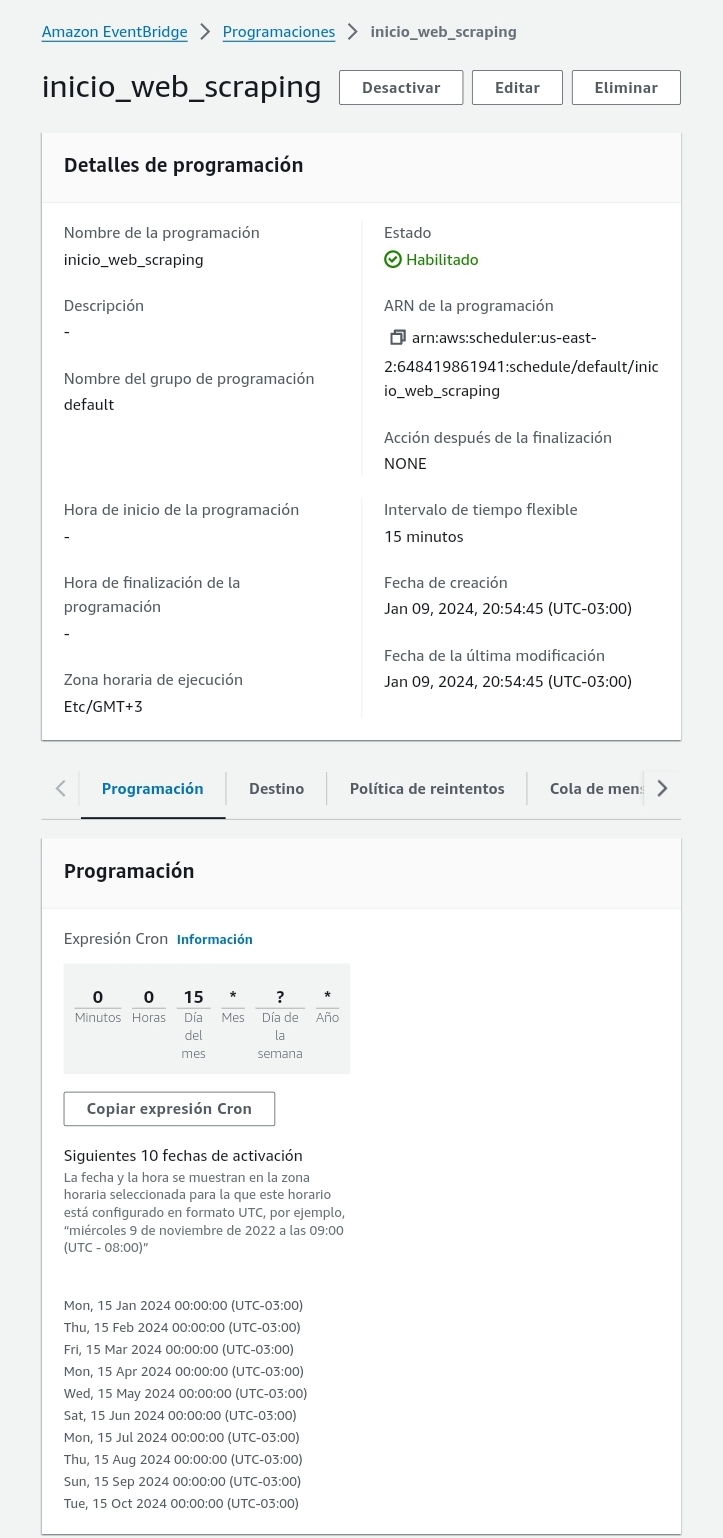 Amazon EventBridge > Programaciones > inicio_web_scraping
inicio_web_scraping Desactivar Editar Eliminar
Detalles de programación
Nombre de la programación
inicio_web_scraping
Descripción
-
Nombre del grupo de programación
default
Estado
Habilitado
ARN de la programación
arn:aws:scheduler:us-east-
2:648419861941:schedule/default/inic
io_web_scraping
Acción después de la finalización
NONE
Hora de inicio de la programación
-
Hora de finalización de la
programación
-
Zona horaria de ejecución
Etc/GMT+3
Intervalo de tiempo flexible
15 minutos
Fecha de creación
Jan 09, 2024, 20:54:45 (UTC-03:00)
Fecha de la última modificación
Jan 09, 2024, 20:54:45 (UTC-03:00)
Programación Destino Política de reintentos Cola de mens
Programación
Expresión Cron Información
0 0 15 * ? *
Minutos Horas Día del mes Mes Día de la semana Año
Copiar expresión Cron
Siguientes 10 fechas de activación
La fecha y la hora se muestran en la zona
horaria seleccionada para la que este horario
está configurado en formato UTC, por ejemplo,
“miércoles 9 de noviembre de 2022 a las 09:00
(UTC - 08:00)”
Mon, 15 Jan 2024 00:00:00 (UTC-03:00)
Thu, 15 Feb 2024 00:00:00 (UTC-03:00)
Fri, 15 Mar 2024 00:00:00 (UTC-03:00)
Mon, 15 Apr 2024 00:00:00 (UTC-03:00)
Wed, 15 May 2024 00:00:00 (UTC-03:00)
Sat, 15 Jun 2024 00:00:00 (UTC-03:00)
Mon, 15 Jul 2024 00:00:00 (UTC-03:00)
Thu, 15 Aug 2024 00:00:00 (UTC-03:00)
Sun, 15 Sep 2024 00:00:00 (UTC-03:00)
Tue, 15 Oct 2024 00:00:00 (UTC-03:00)